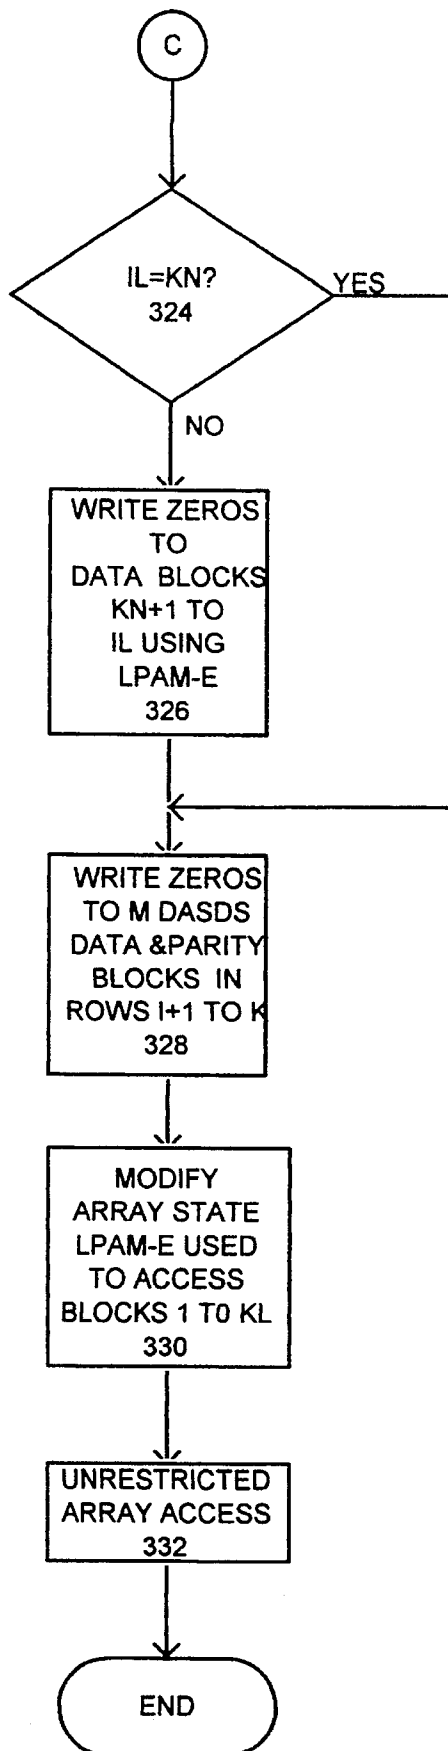 C
IL=KN?
324
YES
NO
WRITE ZEROS
TO
DATA BLOCKS
KN+1 TO
IL USING
LPAM-E
326
WRITE ZEROS
TO M DASDS
DATA &PARITY
BLOCKS IN
ROWS I+1 TO K
328
MODIFY
ARRAY STATE
LPAM-E USED
TO ACCESS
BLOCKS 1 T0 KL
330
UNRESTRICTED
ARRAY ACCESS
332
END